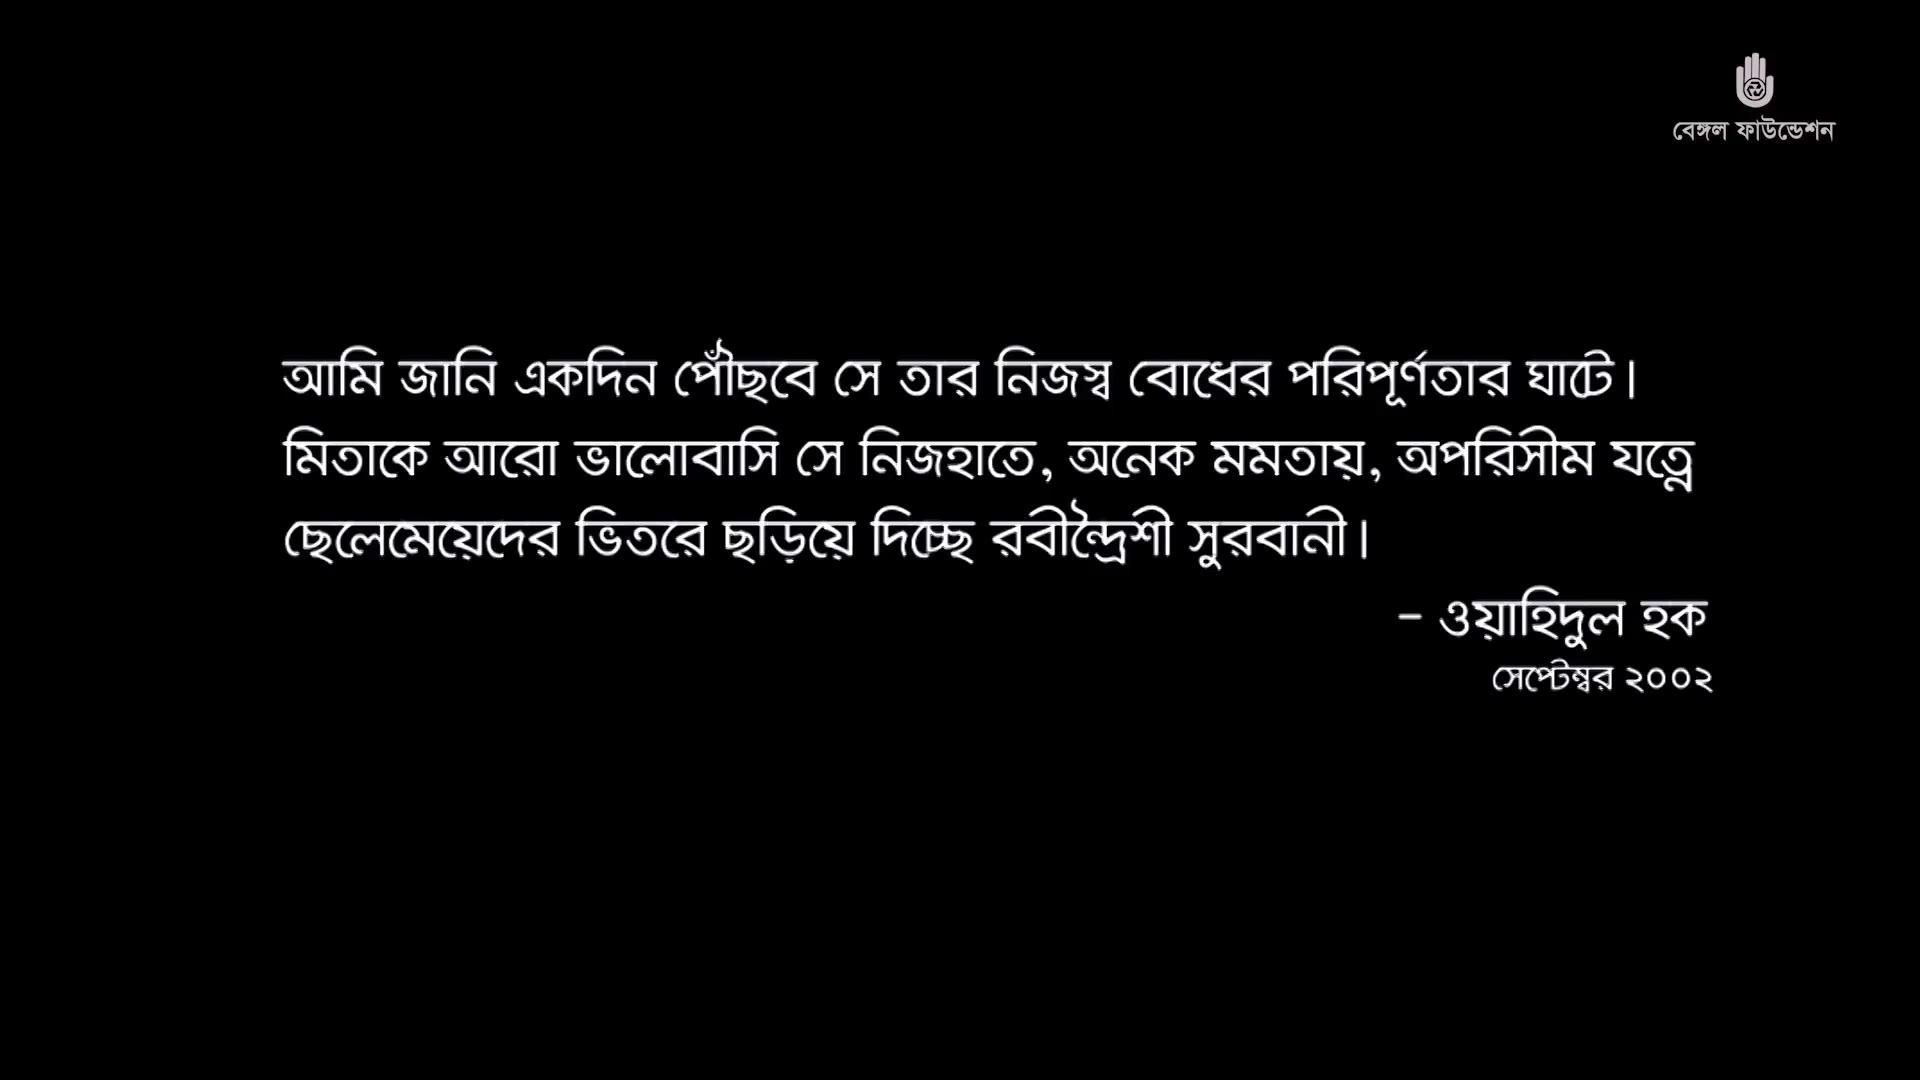 বেঙ্গল ফাউন্ডেশন
আমি জানি একদিন পৌঁছবে সে তার নিজস্ব বোধের পরিপূর্ণতার ঘাটে।
মিতাকে আরো ভালোবাসি সে নিজহাতে, অনেক মমতায়, অপরিসীম যত্নে
ছেলেমেয়েদের ভিতরে ছড়িয়ে দিচ্ছে রবীন্দ্রৈশী সুরবানী।
– ওয়াহিদুল হক
সেপ্টেম্বর ২০০২